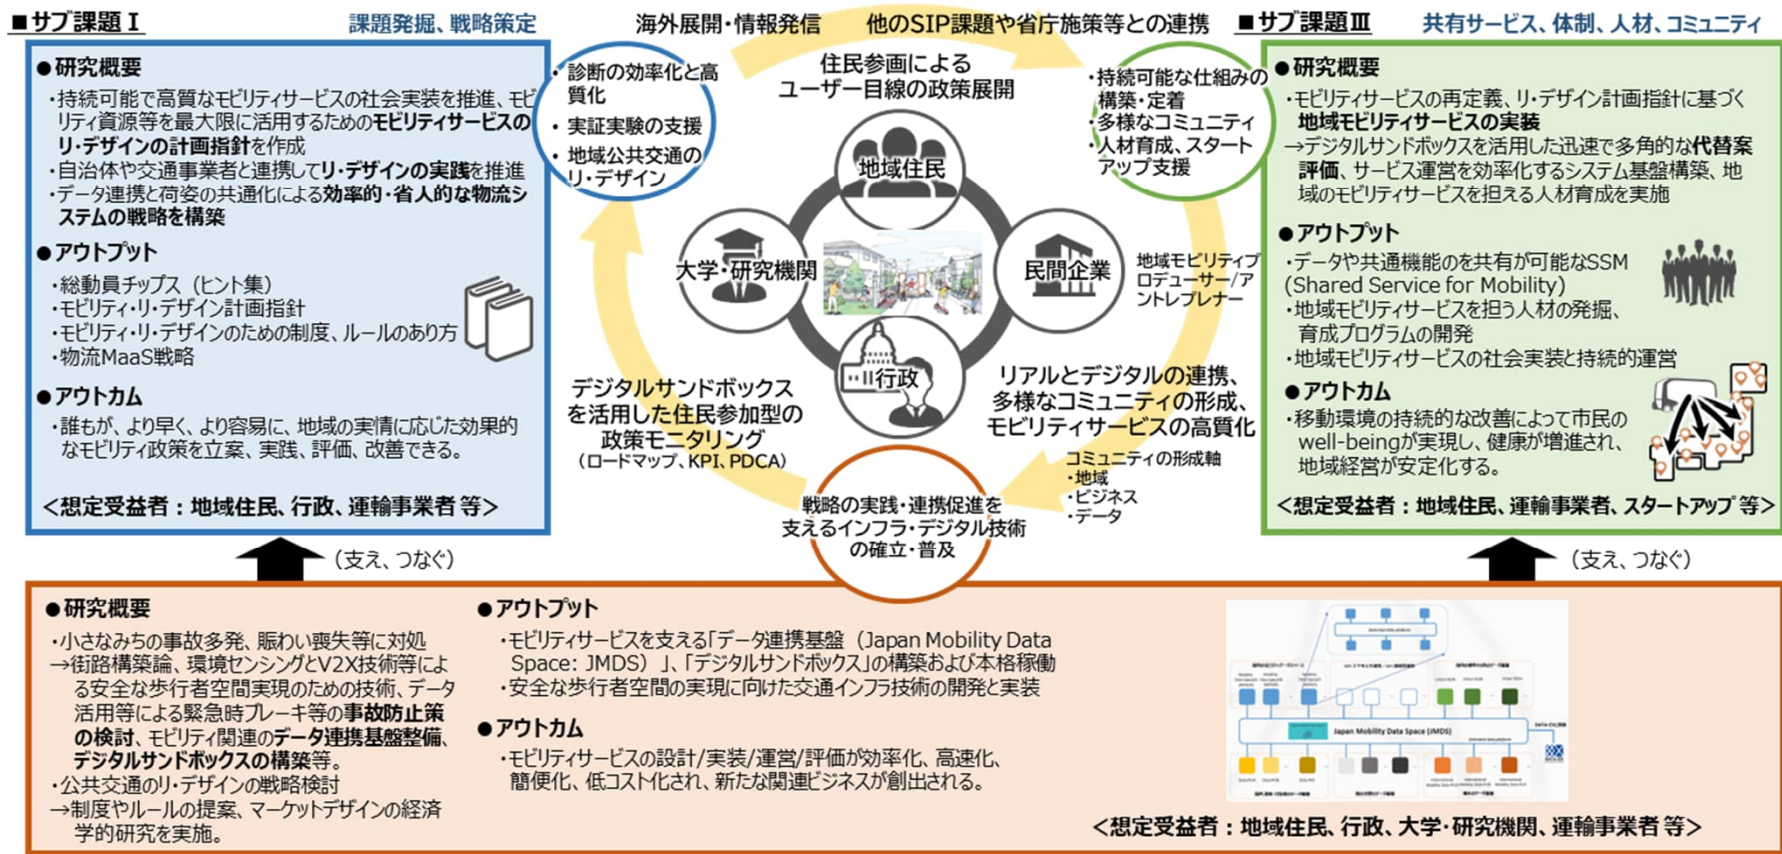 ■サブ課題Ⅰ
課題発掘、戦略策定
●研究概要
・持続可能で高質なモビリティサービスの社会実装を推進、モビ
リティ資源等を最大限に活用するためのモビリティサービスの
リ・デザインの計画指針を作成
・自治体や交通事業者と連携してリ・デザインの実践を推進
・データ連携と荷姿の共通化による効率的・省人的な物流シ
ステムの戦略を構築
●アウトプット
・総動員チップス（ヒント集）
・モビリティ・リ・デザイン計画指針
・モビリティ・リ・デザインのための制度、ルールのあり方
・物流MaaS戦略
●アウトカム
・誰もが、より早く、より容易に、地域の実情に応じた効果的
なモビリティ政策を立案、実践、評価、改善できる。
＜想定受益者：地域住民、行政、運輸事業者 等＞
（支え、つなぐ）
海外展開・情報発信
他のSIP課題や省庁施策等との連携
・診断の効率化と高
質化
・実証実験の支援
・地域公共交通の
リ・デザイン
住民参画による
ユーザー目線の政策展開
・持続可能な仕組みの
構築・定着
・多様なコミュニティ
・人材育成、スタート
アップ支援
地域住民
大学・研究機関
民間企業
行政
地域モビリティプ
ロデューサー/ア
ントレプレナー
デジタルサンドボックス
を活用した住民参加型の
政策モニタリング
（ロードマップ、KPI、PDCA）
リアルとデジタルの連携、
多様なコミュニティの形成、
モビリティサービスの高質化
コミュニティの形成軸
・地域
・ビジネス
・データ
戦略の実践・連携促進を
支えるインフラ・デジタル技術
の確立・普及
■サブ課題Ⅲ
共有サービス、体制、人材、コミュニティ
●研究概要
・モビリティサービスの再定義、リ・デザイン計画指針に基づく
地域モビリティサービスの実装
→デジタルサンドボックスを活用した迅速で多角的な代替案
評価、サービス運営を効率化するシステム基盤構築、地
域のモビリティサービスを担える人材育成を実施
●アウトプット
・データや共通機能のを共有が可能なSSM
(Shared Service for Mobility)
・地域モビリティサービスを担う人材の発掘、
育成プログラムの開発
・地域モビリティサービスの社会実装と持続的運営
●アウトカム
・移動環境の持続的な改善によって市民の
well-beingが実現し、健康が増進され、
地域経営が安定化する。
＜想定受益者：地域住民、運輸事業者、スタートアップ 等＞
（支え、つなぐ）
●研究概要
・小さなみちの事故多発、賑わい喪失等に対処
→街路構築論、環境センシングとV2X技術等によ
る安全な歩行者空間実現のための技術、データ
活用等による緊急時ブレーキ等の事故防止策
の検討、モビリティ関連のデータ連携基盤整備、
デジタルサンドボックスの構築等。
・公共交通のリ・デザインの戦略検討
→制度やルールの提案、マーケットデザインの経済
学的研究を実施。
●アウトプット
・モビリティサービスを支える「データ連携基盤（Japan Mobility Data
Space: JMDS）」、「デジタルサンドボックス」の構築および本格稼働
・安全な歩行者空間の実現に向けた交通インフラ技術の開発と実装
●アウトカム
・モビリティサービスの設計/実装/運営/評価が効率化、高速化、
簡便化、低コスト化され、新たな関連ビジネスが創出される。
Japan Mobility Data Space (JMDS)
＜想定受益者：地域住民、行政、大学・研究機関、運輸事業者 等＞